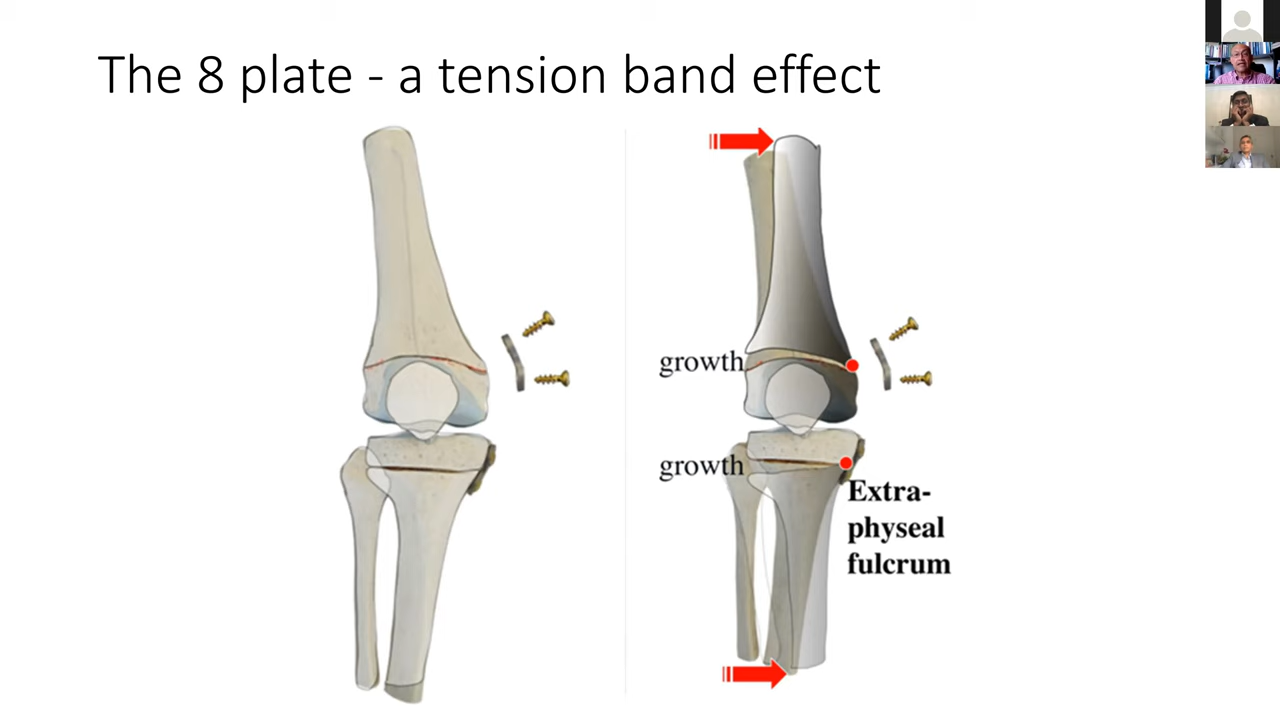 The 8 plate - a tension band effect
growth
growth
Extra-
physeal
fulcrum